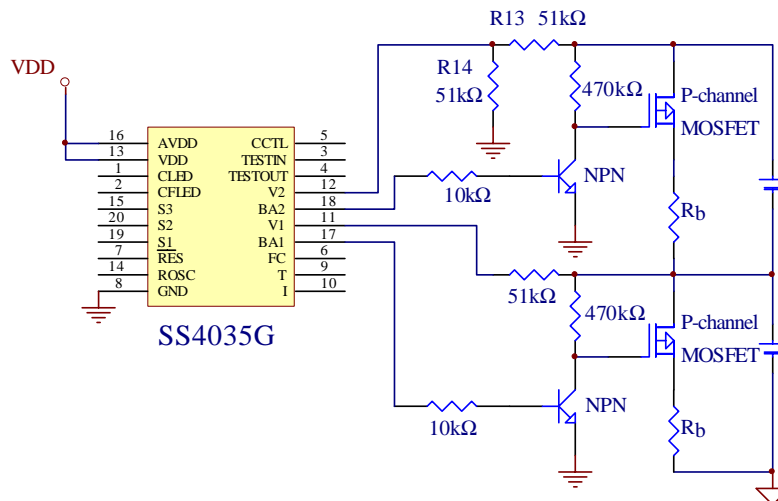 R13 51kΩ
VDD
R14
51kΩ
470kΩ
P-channel
MOSFET
16 AVDD CCTL 5
13 VDD TESTIN 3
1 CLED TESTOUT 4
2 CFLED V2 12
15 S3 BA2 18
20 S2 V1 11
19 S1 BA1 17
7 RES FC 6
14 ROSC T 9
8 GND I 10
10kΩ
NPN
Rb
SS4035G
51kΩ
470kΩ
P-channel
MOSFET
10kΩ
NPN
Rb